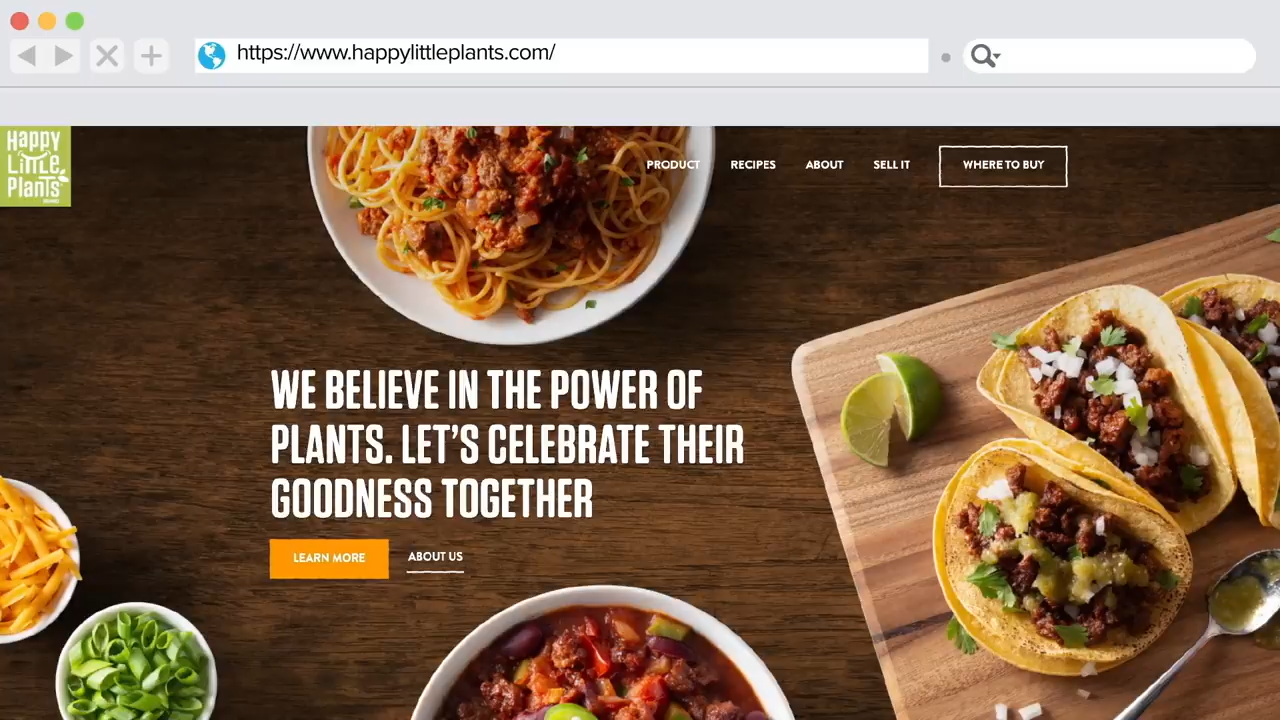 https://www.happylittleplants.com/
Happy
Little
Plants
PRODUCT RECIPES ABOUT SELL IT WHERE TO BUY
WE BELIEVE IN THE POWER OF
PLANTS. LET'S CELEBRATE THEIR
GOODNESS TOGETHER
LEARN MORE ABOUT US